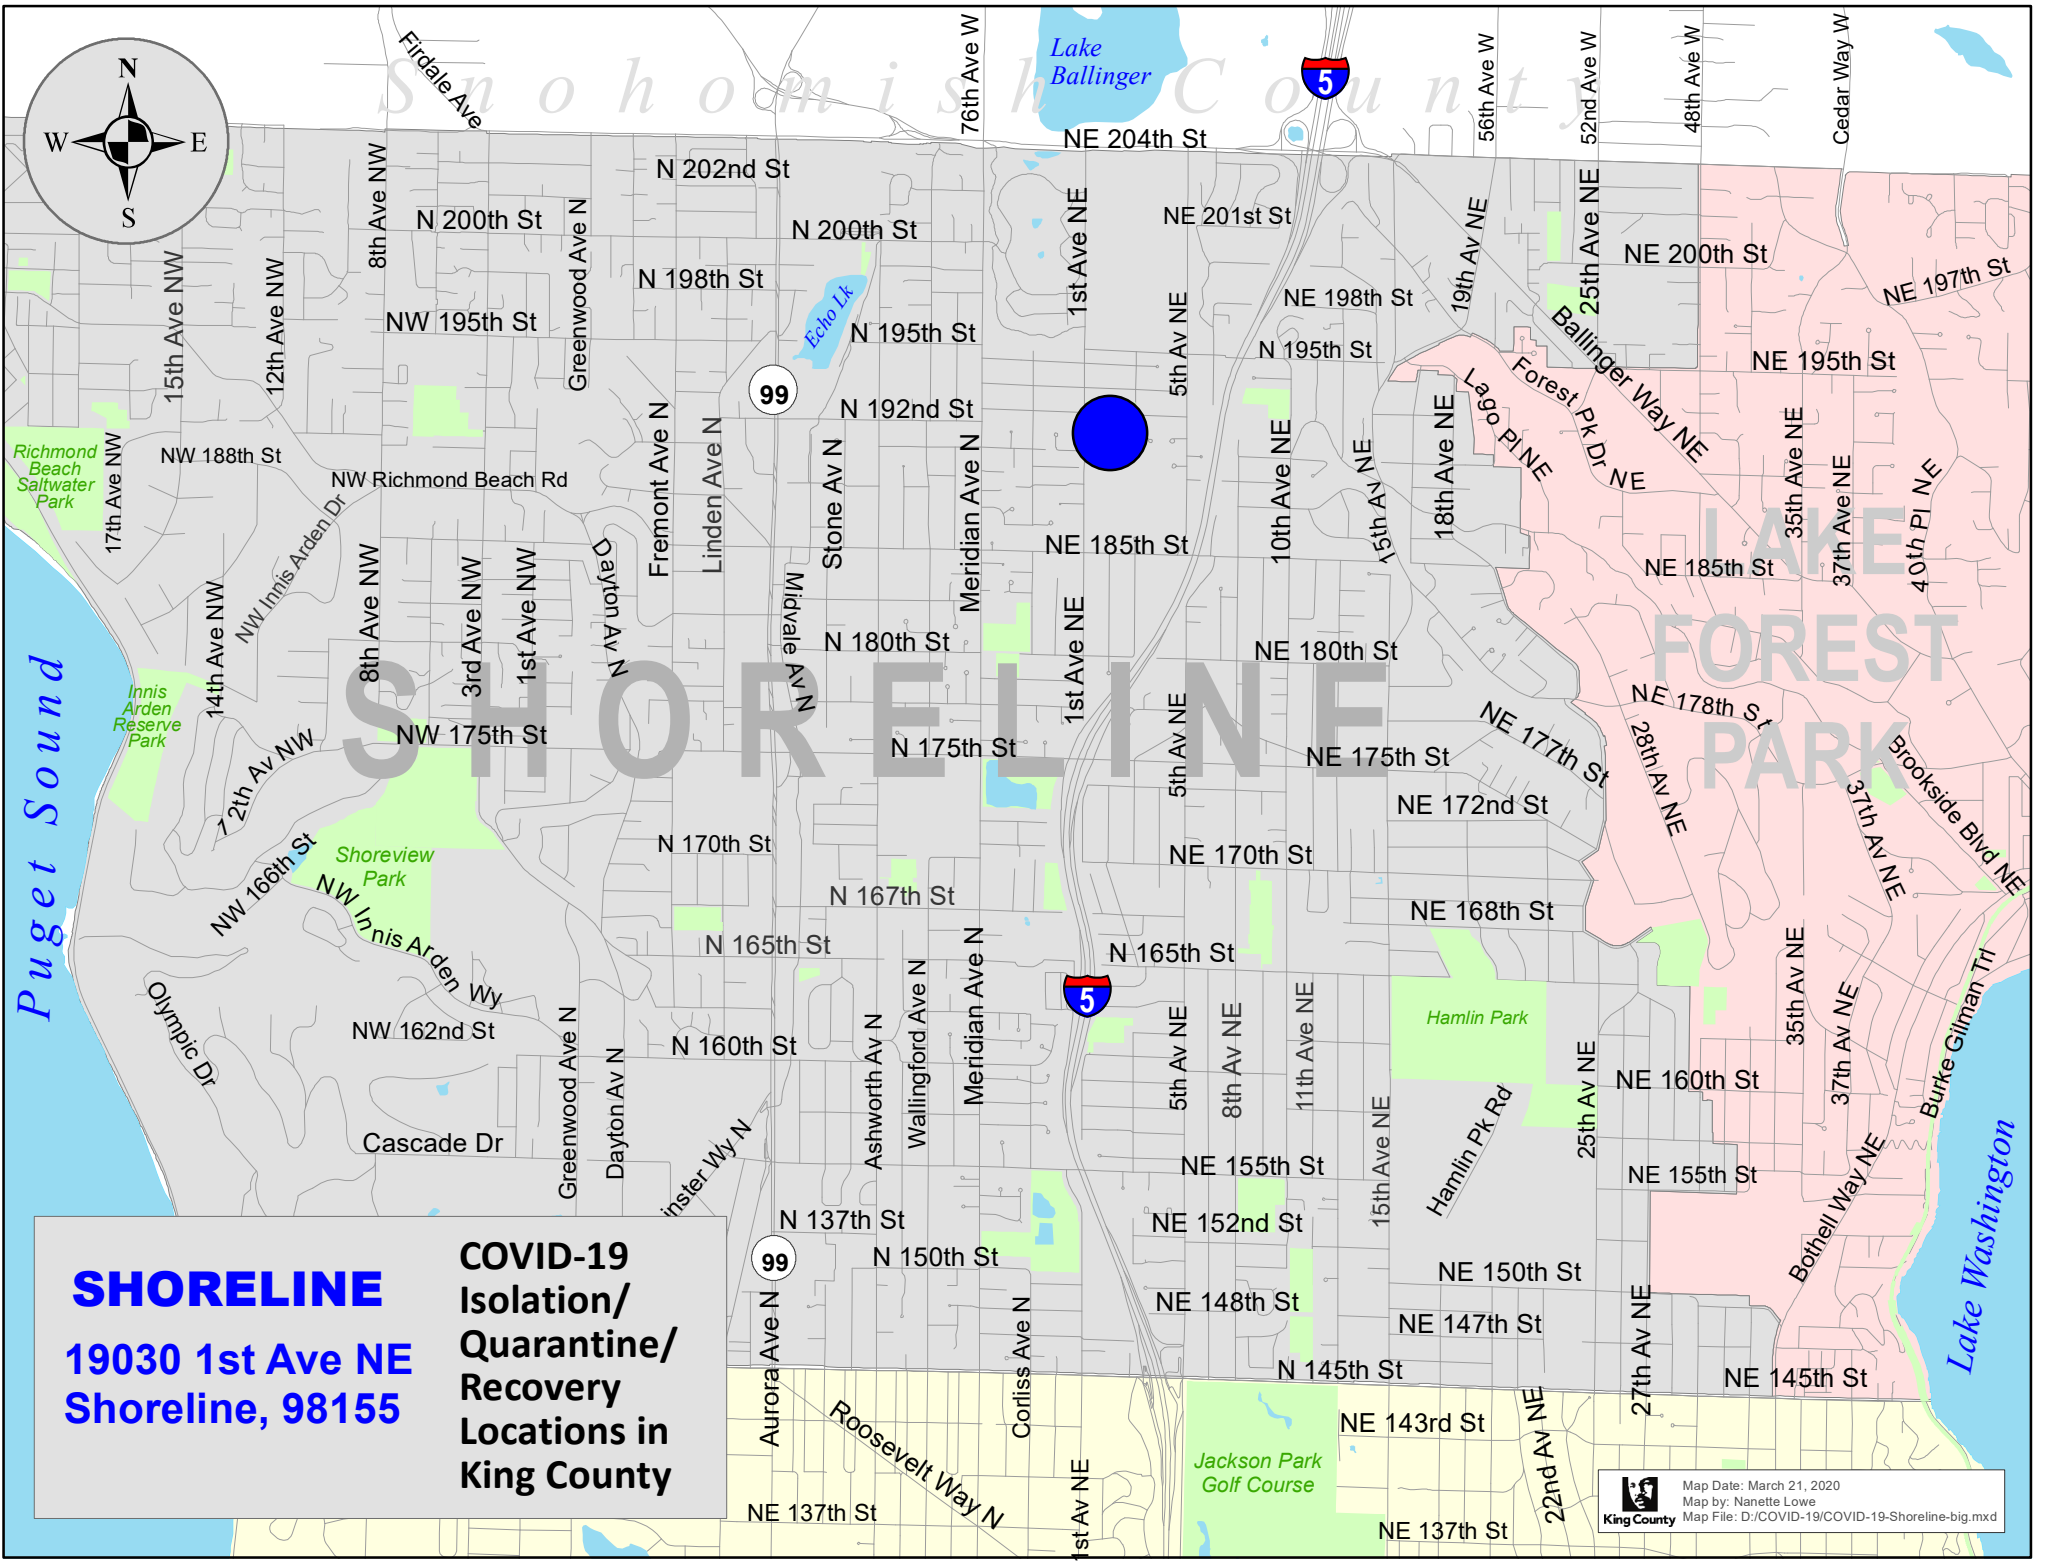 Snohomish County
N
W
E
S
Firdale Ave
76th Ave W
Lake
Ballinger
5
56th Ave W
52nd Ave W
48th Ave W
Cedar Way W
NE 204th St
8th Ave NW
N 202nd St
N 200th St
Greenwood Ave N
N 200th St
1st Ave NE
NE 201st St
19th Av NE
25th Ave NE
NE 200th St
NE 197th St
15th Ave NW
12th Ave NW
N 198th St
Echo Lk
5th Av NE
NE 198th St
Ballinger Way NE
NW 195th St
N 195th St
N 195th St
NE 195th St
99
N 192nd St
Forest Pk Dr NE
Lago Pl NE
Richmond
Beach
Saltwater
Park
17th Ave NW
NW 188th St
NW Richmond Beach Rd
NW Innis Arden Dr
Fremont Ave N
Linden Ave N
Stone Av N
Meridian Ave N
10th Ave NE
15th Av NE
18th Ave NE
35th Ave NE
37th Ave NE
40th Pl NE
8th Ave NW
3rd Ave NW
1st Ave NW
Dayton Av N
Midvale Av N
NE 185th St
NE 185th St
LAKE
FOREST
PARK
14th Ave NW
N 180th St
1st Ave NE
NE 180th St
SHORELINE
Puget Sound
Innis
Arden
Reserve
Park
NW 175th St
N 175th St
5th Av NE
NE 175th St
NE 177th St
NE 178th St
28th Av NE
Brookside Blvd NE
37th Av NE
12th Av NW
NE 172nd St
NW 166th St
Shoreview
Park
N 170th St
NE 170th St
N 167th St
NE 168th St
NW Innis Arden Wy
N 165th St
N 165th St
5
Olympic Dr
NW 162nd St
Greenwood Ave N
Dayton Av N
N 160th St
Ashworth Av N
Wallingford Ave N
Meridian Ave N
5th Av NE
8th Av NE
11th Ave NE
Hamlin Park
35th Av NE
37th Av NE
Burke Gilman Trl
NE 160th St
25th Av NE
Hamlin Pk Rd
15th Ave NE
Cascade Dr
inster Wy N
NE 155th St
NE 155th St
Bothell Way NE
Lake Washington
N 137th St
NE 152nd St
99
N 150th St
NE 150th St
NE 148th St
NE 147th St
27th Av NE
Aurora Ave N
Corliss Ave N
N 145th St
NE 145th St
Roosevelt Way N
1st Av NE
Jackson Park
Golf Course
NE 143rd St
22nd Av NE
NE 137th St
NE 137th St
SHORELINE
19030 1st Ave NE
Shoreline, 98155
COVID-19
Isolation/
Quarantine/
Recovery
Locations in
King County
King County
Map Date: March 21, 2020
Map by: Nanette Lowe
Map File: D:/COVID-19/COVID-19-Shoreline-big.mxd